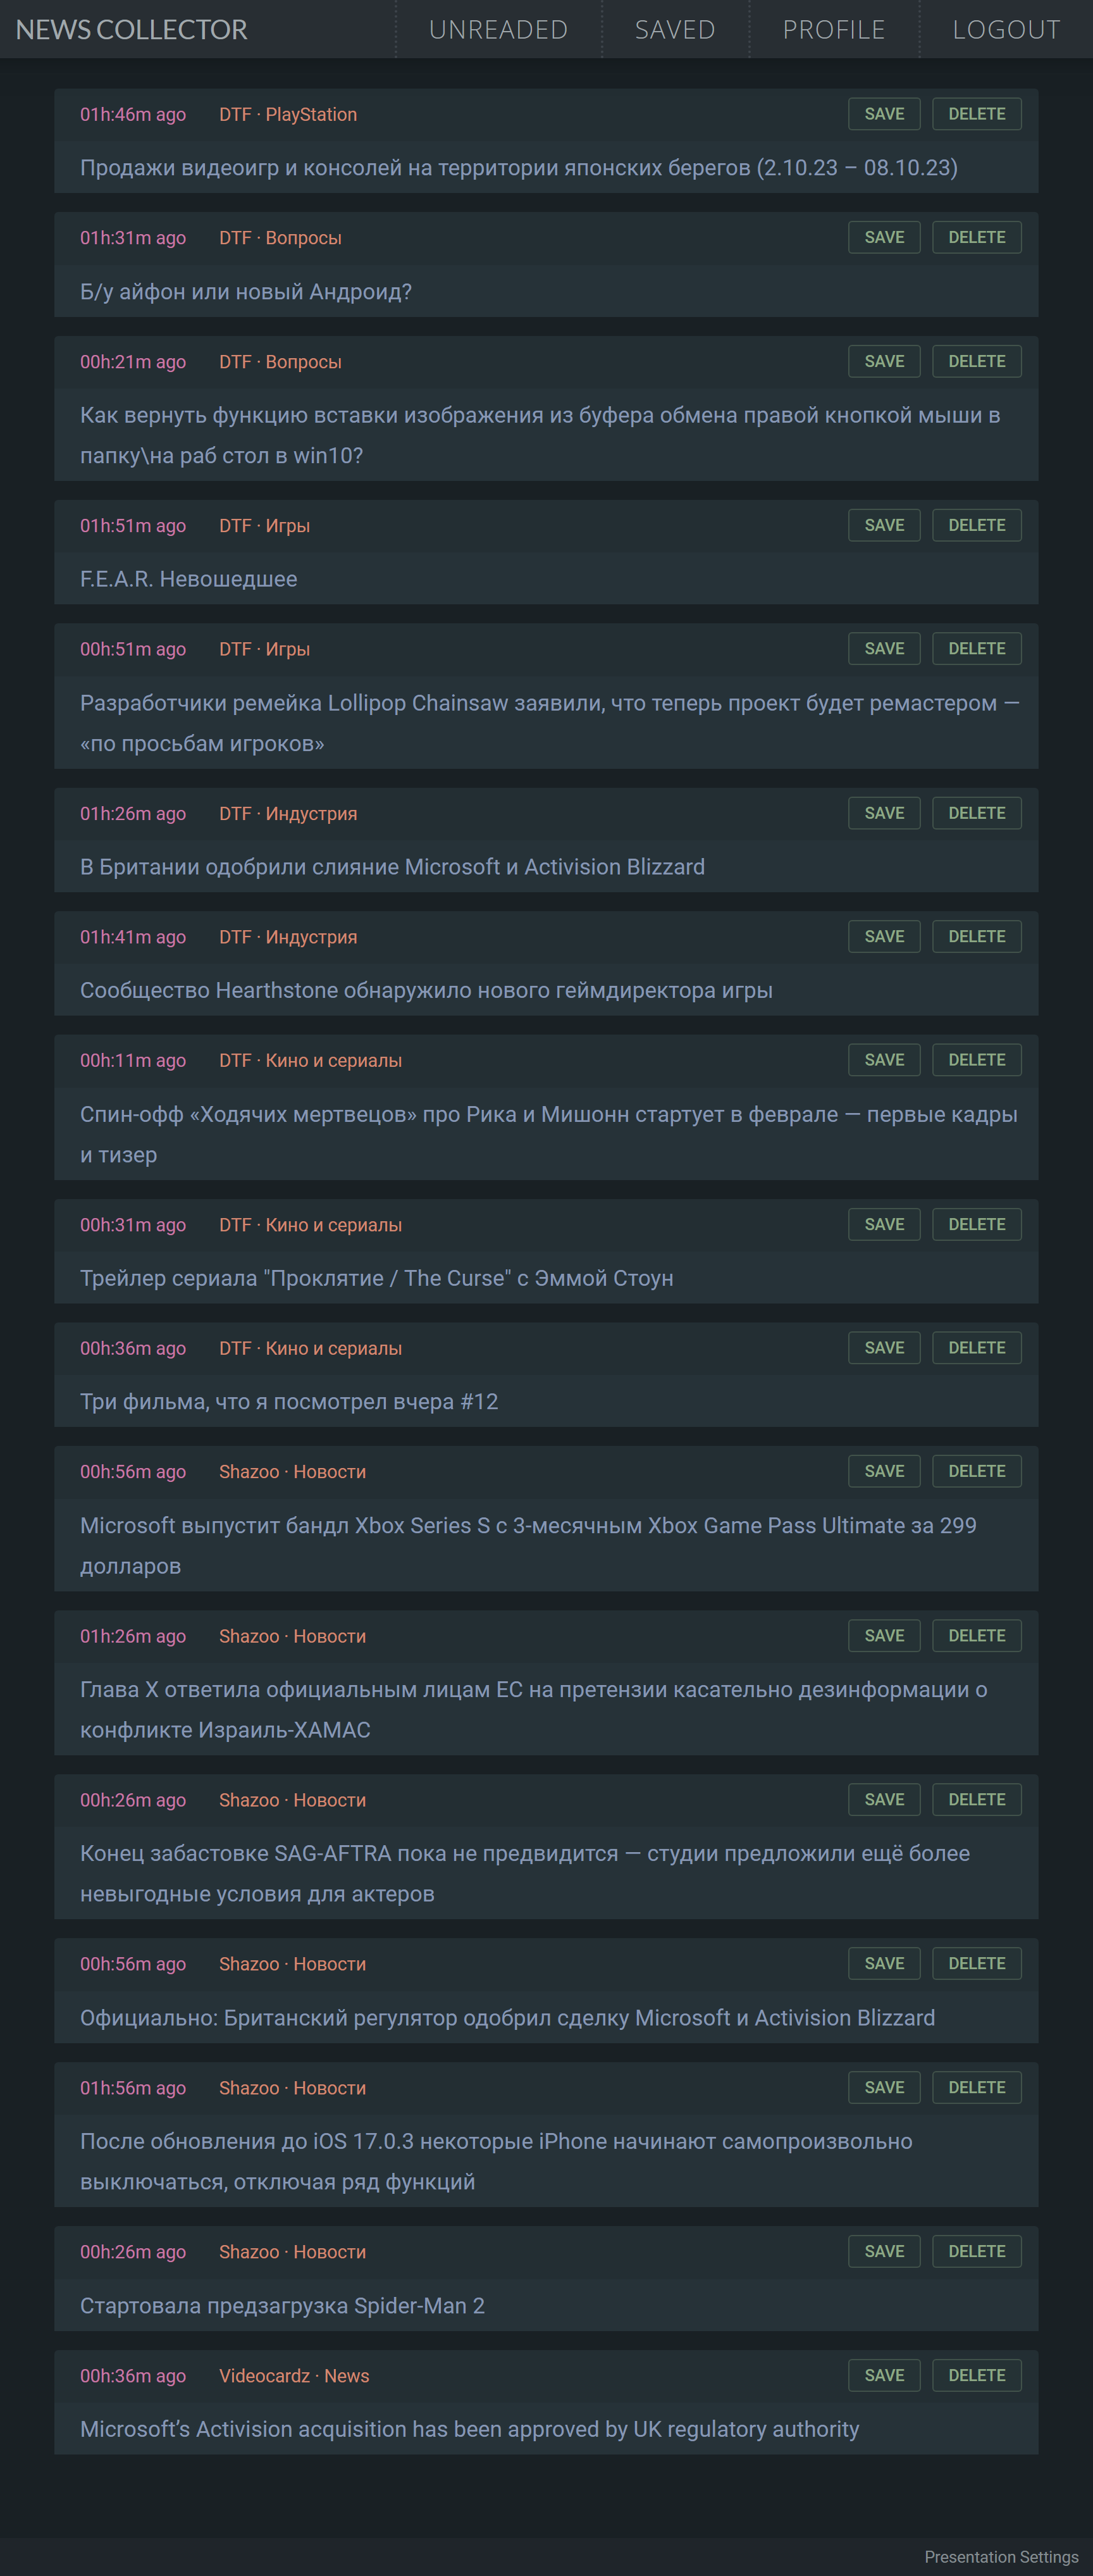 NEWS COLLECTOR UNREADED SAVED PROFILE LOGOUT
01h:46m ago DTF · PlayStation SAVE DELETE
Продажи видеоигр и консолей на территории японских берегов (2.10.23 – 08.10.23)
01h:31m ago DTF · Вопросы SAVE DELETE
Б/у айфон или новый Андроид?
00h:21m ago DTF · Вопросы SAVE DELETE
Как вернуть функцию вставки изображения из буфера обмена правой кнопкой мыши в
папку\на раб стол в win10?
01h:51m ago DTF · Игры SAVE DELETE
F.E.A.R. Невошедшее
00h:51m ago DTF · Игры SAVE DELETE
Разработчики ремейка Lollipop Chainsaw заявили, что теперь проект будет ремастером —
«по просьбам игроков»
01h:26m ago DTF · Индустрия SAVE DELETE
В Британии одобрили слияние Microsoft и Activision Blizzard
01h:41m ago DTF · Индустрия SAVE DELETE
Сообщество Hearthstone обнаружило нового геймдиректора игры
00h:11m ago DTF · Кино и сериалы SAVE DELETE
Спин-офф «Ходячих мертвецов» про Рика и Мишонн стартует в феврале — первые кадры
и тизер
00h:31m ago DTF · Кино и сериалы SAVE DELETE
Трейлер сериала "Проклятие / The Curse" с Эммой Стоун
00h:36m ago DTF · Кино и сериалы SAVE DELETE
Три фильма, что я посмотрел вчера #12
00h:56m ago Shazoo · Новости SAVE DELETE
Microsoft выпустит бандл Xbox Series S с 3-месячным Xbox Game Pass Ultimate за 299
долларов
01h:26m ago Shazoo · Новости SAVE DELETE
Глава X ответила официальным лицам ЕС на претензии касательно дезинформации о
конфликте Израиль-ХАМАС
00h:26m ago Shazoo · Новости SAVE DELETE
Конец забастовке SAG-AFTRA пока не предвидится — студии предложили ещё более
невыгодные условия для актеров
00h:56m ago Shazoo · Новости SAVE DELETE
Официально: Британский регулятор одобрил сделку Microsoft и Activision Blizzard
01h:56m ago Shazoo · Новости SAVE DELETE
После обновления до iOS 17.0.3 некоторые iPhone начинают самопроизвольно
выключаться, отключая ряд функций
00h:26m ago Shazoo · Новости SAVE DELETE
Стартовала предзагрузка Spider-Man 2
00h:36m ago Videocardz · News SAVE DELETE
Microsoft’s Activision acquisition has been approved by UK regulatory authority
Presentation Settings